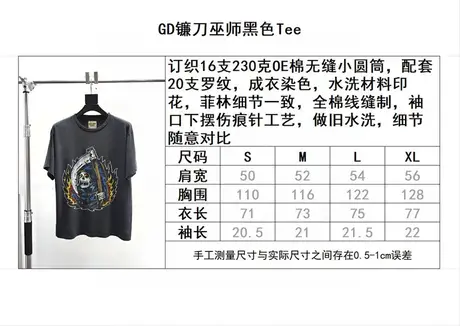 GD镰刀巫师黑色Tee
订织16支230克OE棉无缝小圆筒，配套
20支罗纹，成衣染色，水洗材料印
花，菲林细节一致，全棉线缝制，袖
口下摆伤痕针工艺，做旧水洗，细节
随意对比
尺码 S M L XL
肩宽 50 52 54 56
胸围 110 116 122 128
衣长 71 73 75 77
袖长 20.5 21 21.5 22
手工测量尺寸与实际尺寸之间存在0.5-1cm误差